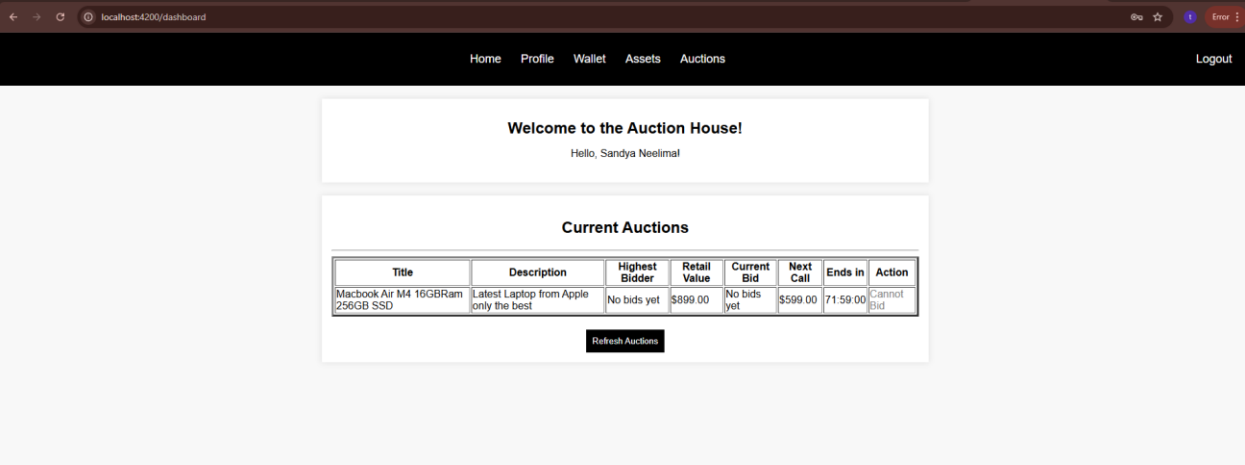 localhost:4200/dashboard
t
Error
Home Profile Wallet Assets Auctions Logout
Welcome to the Auction House!
Hello, Sandya Neelima!
Current Auctions
Title Description Highest Bidder Retail Value Current Bid Next Call Ends in Action
Macbook Air M4 16GBRam 256GB SSD Latest Laptop from Apple only the best No bids yet $899.00 No bids yet $599.00 71:59:00 Cannot Bid
Refresh Auctions